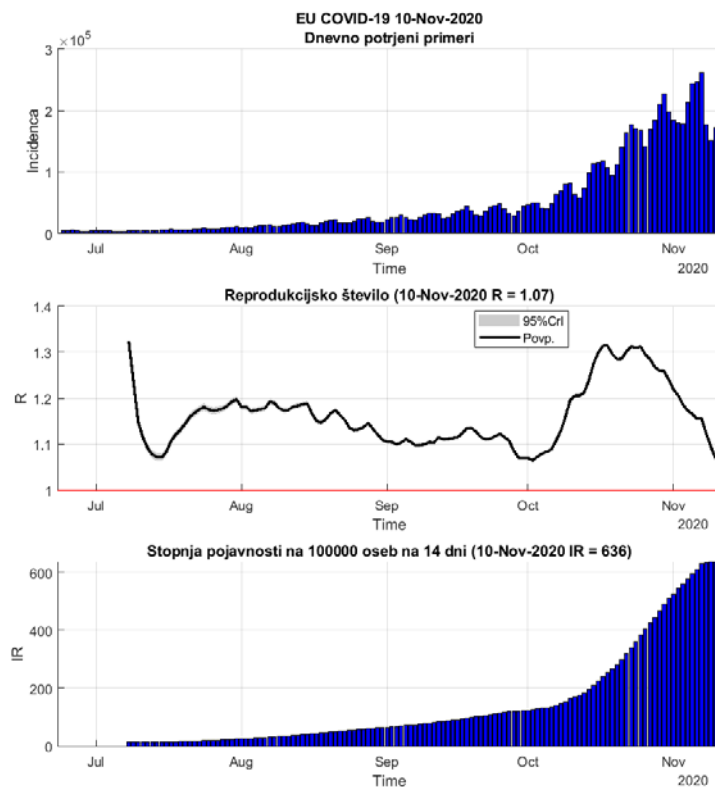 EU COVID-19 10-Nov-2020
Dnevno potrjeni primeri
×10⁵
3
2
1
0
Incidenca
Jul Aug Sep Oct Nov
Time
2020
Reprodukcijsko število (10-Nov-2020 R = 1.07)
1.4
1.3
1.2
1.1
1
R
95%CrI
Povp.
Jul Aug Sep Oct Nov
Time
2020
Stopnja pojavnosti na 100000 oseb na 14 dni (10-Nov-2020 IR = 636)
600
400
200
0
IR
Jul Aug Sep Oct Nov
Time
2020